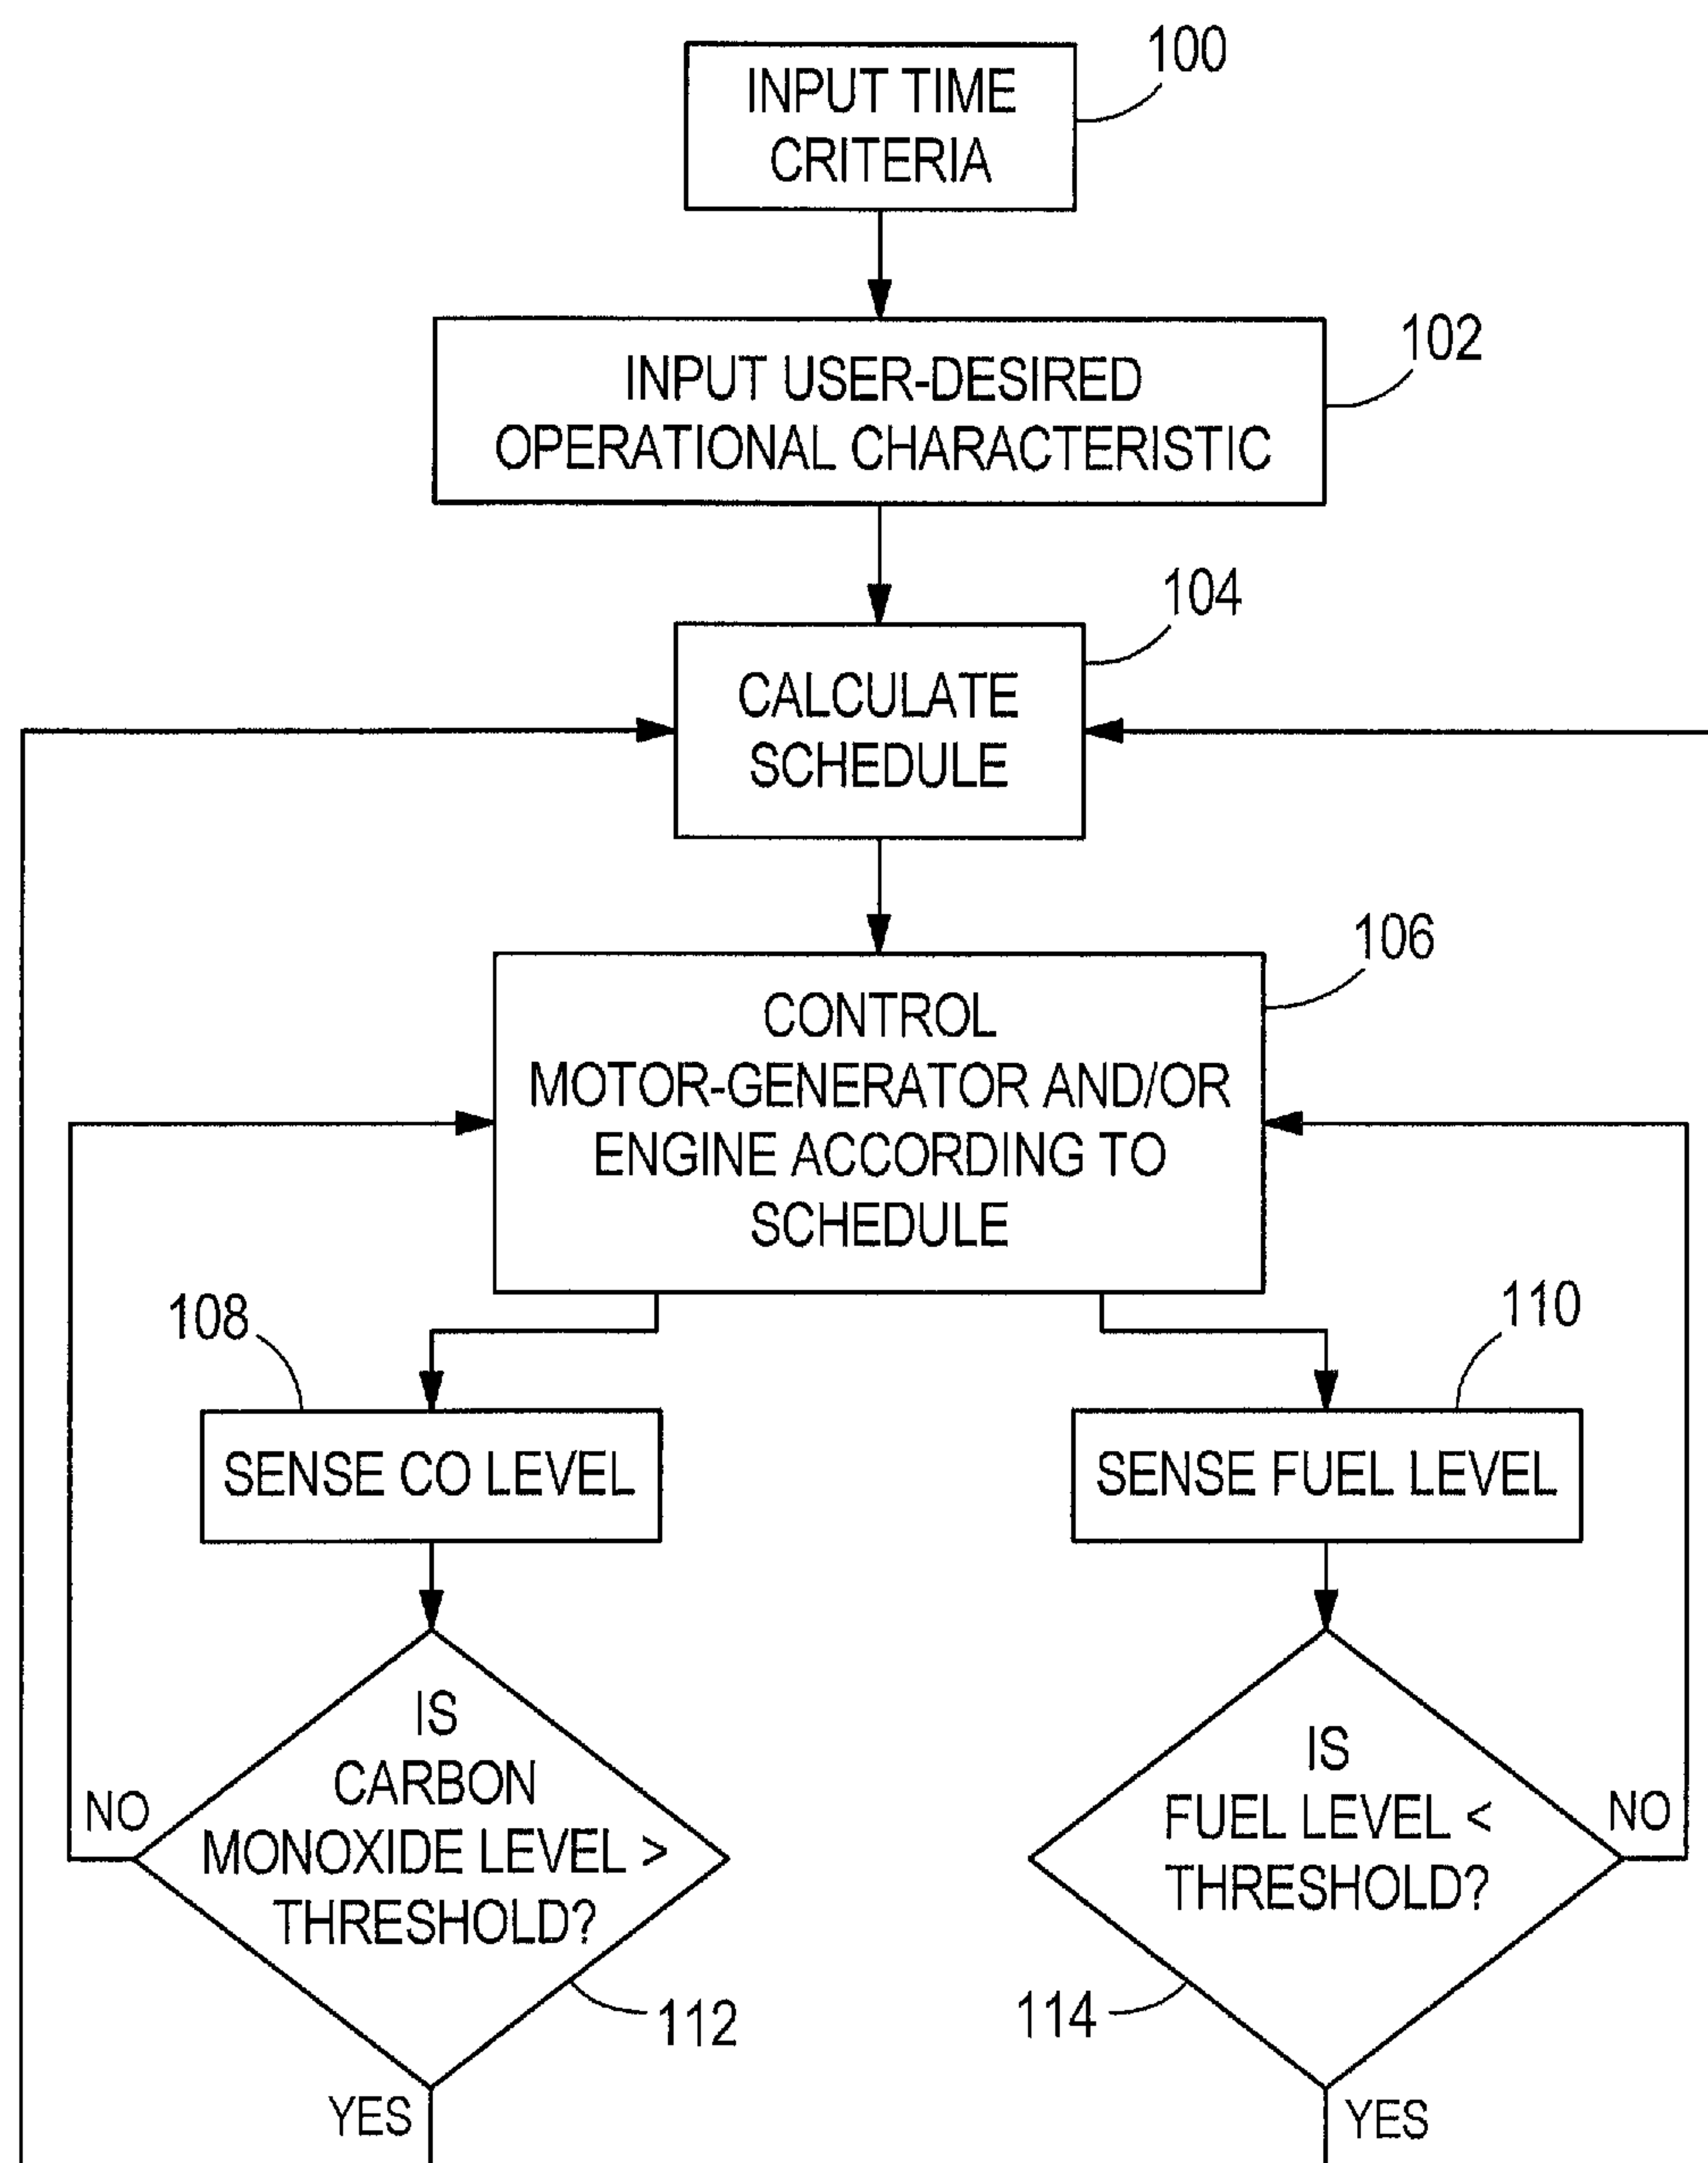 100
INPUT TIME
CRITERIA
102
INPUT USER-DESIRED
OPERATIONAL CHARACTERISTIC
104
CALCULATE
SCHEDULE
106
CONTROL
MOTOR-GENERATOR AND/OR
ENGINE ACCORDING TO
SCHEDULE
108
110
SENSE CO LEVEL
SENSE FUEL LEVEL
IS
CARBON
MONOXIDE LEVEL >
THRESHOLD?
NO
IS
FUEL LEVEL <
THRESHOLD?
NO
112
114
YES
YES